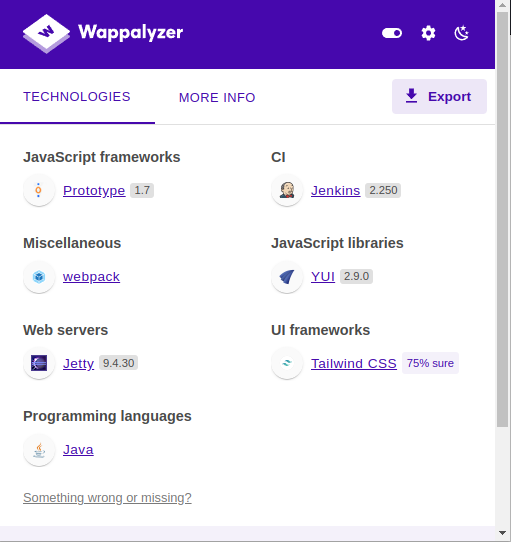 Wappalyzer
TECHNOLOGIES
MORE INFO
Export
JavaScript frameworks
Prototype 1.7
CI
Jenkins 2.250
Miscellaneous
webpack
JavaScript libraries
YUI 2.9.0
Web servers
Jetty 9.4.30
UI frameworks
Tailwind CSS 75% sure
Programming languages
Java
Something wrong or missing?